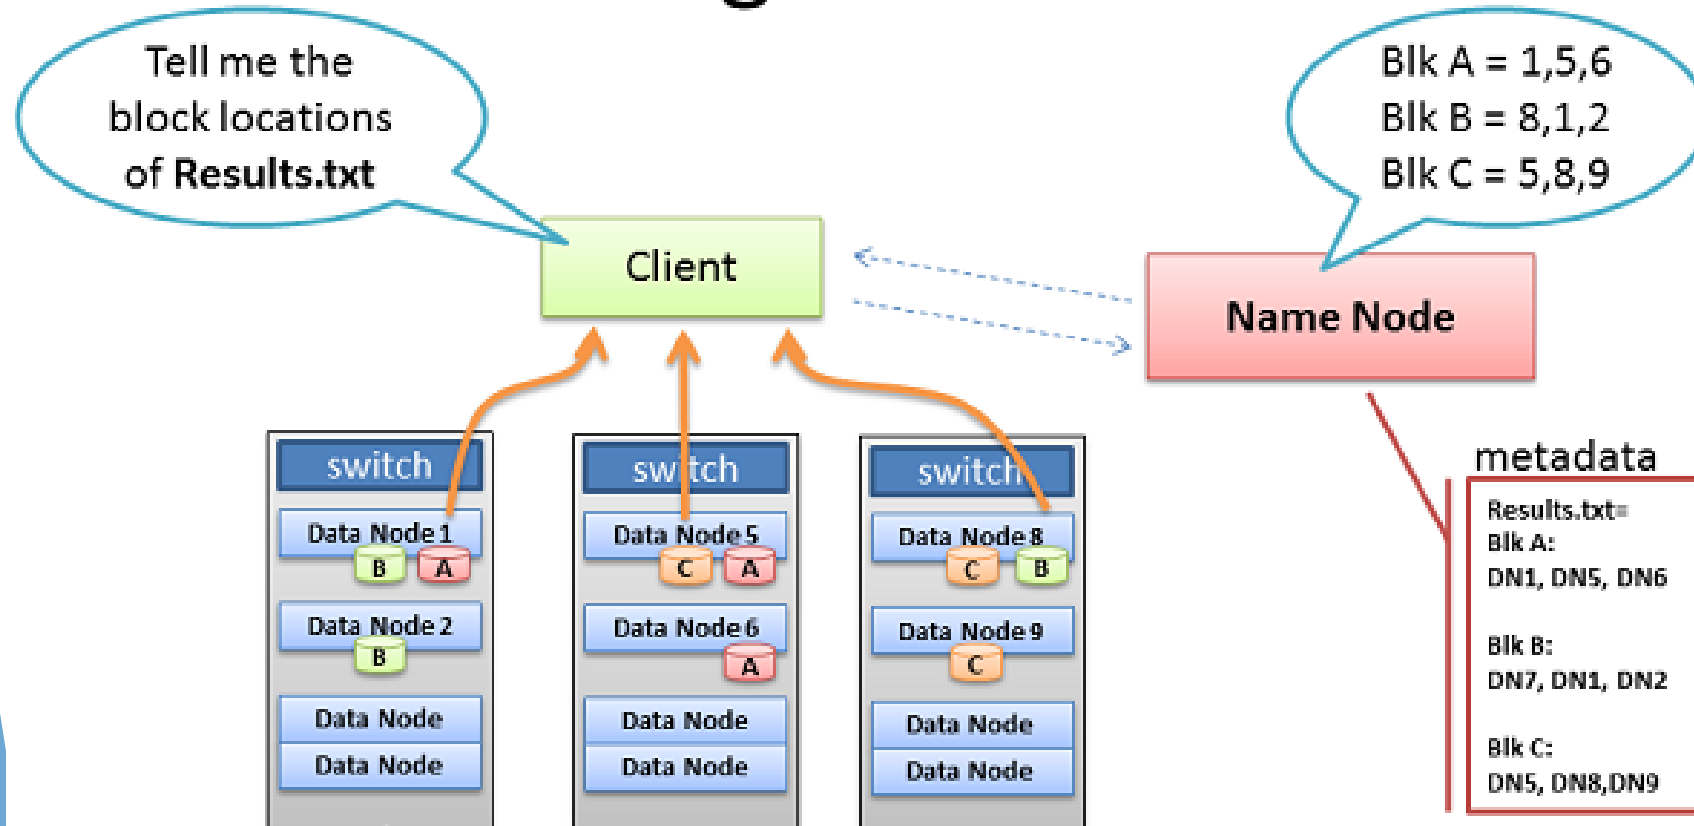 Tell me the
block locations
of Results.txt
Blk A = 1,5,6
Blk B = 8,1,2
Blk C = 5,8,9
Client
Name Node
switch
Data Node 1
B A
Data Node 2
B
Data Node
Data Node
switch
Data Node 5
C A
Data Node 6
A
Data Node
Data Node
switch
Data Node 8
C B
Data Node 9
C
Data Node
Data Node
metadata
Results.txt=
Blk A:
DN1, DN5, DN6
Blk B:
DN7, DN1, DN2
Blk C:
DN5, DN8,DN9